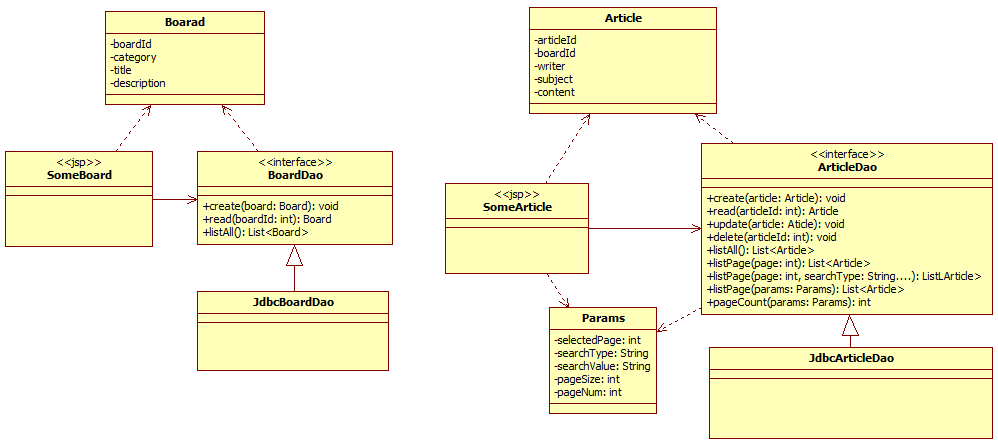 Boarad
-boardId
-category
-title
-description
<<jsp>>
SomeBoard
<<interface>>
BoardDao
+create(board: Board): void
+read(boardId: int): Board
+listAll(): List<Board>
JdbcBoardDao
Article
-articleId
-boardId
-writer
-subject
-content
<<jsp>>
SomeArticle
<<interface>>
ArticleDao
+create(article: Aticle): void
+read(articleId: int): Article
+update(article: Aticle): void
+delete(articleId: int): void
+listAll(): List<Article>
+listPage(page: int): List<Article>
+listPage(page: int, searchType: String....): ListLArticle>
+listPage(params: Params): List<Article>
+pageCount(params: Params): int
Params
-selectedPage: int
-searchType: String
-searchValue: String
-pageSize: int
-pageNum: int
JdbcArticleDao